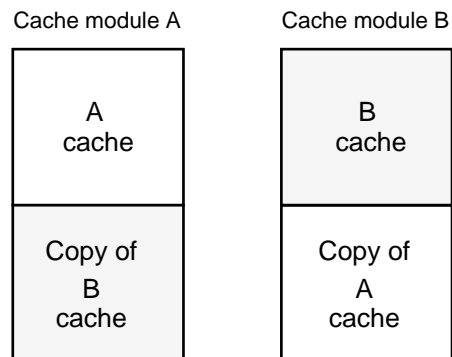 Cache module A
Cache module B
A
cache
B
cache
Copy of
B
cache
Copy of
A
cache